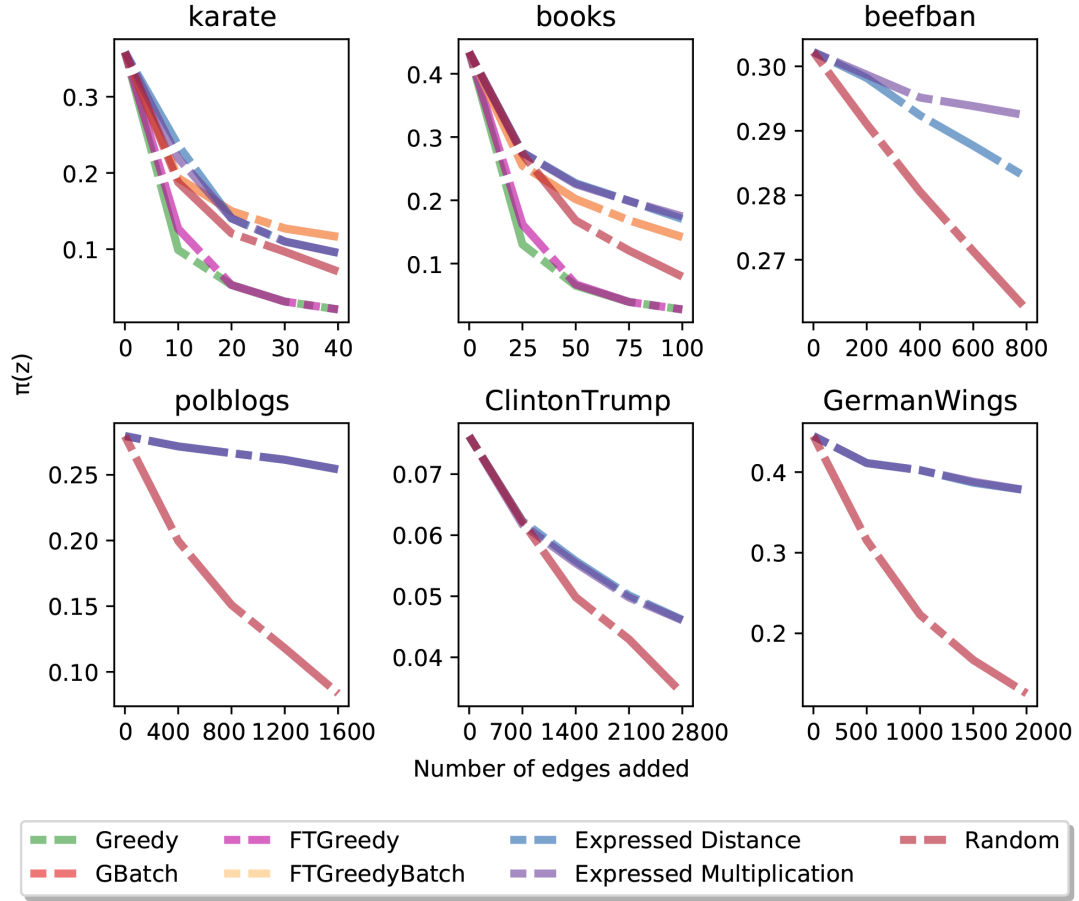 karate books beefban
0.3
0.2
0.1
0 10 20 30 40
0.4
0.3
0.2
0.1
0 25 50 75 100
0.30
0.29
0.28
0.27
0 200 400 600 800
π(z)
polblogs ClintonTrump GermanWings
0.25
0.20
0.15
0.10
0 400 800 1200 1600
0.07
0.06
0.05
0.04
0 700 1400 2100 2800
0.4
0.3
0.2
0 500 1000 1500 2000
Number of edges added
Greedy FTGreedy Expressed Distance Random
GBatch FTGreedyBatch Expressed Multiplication